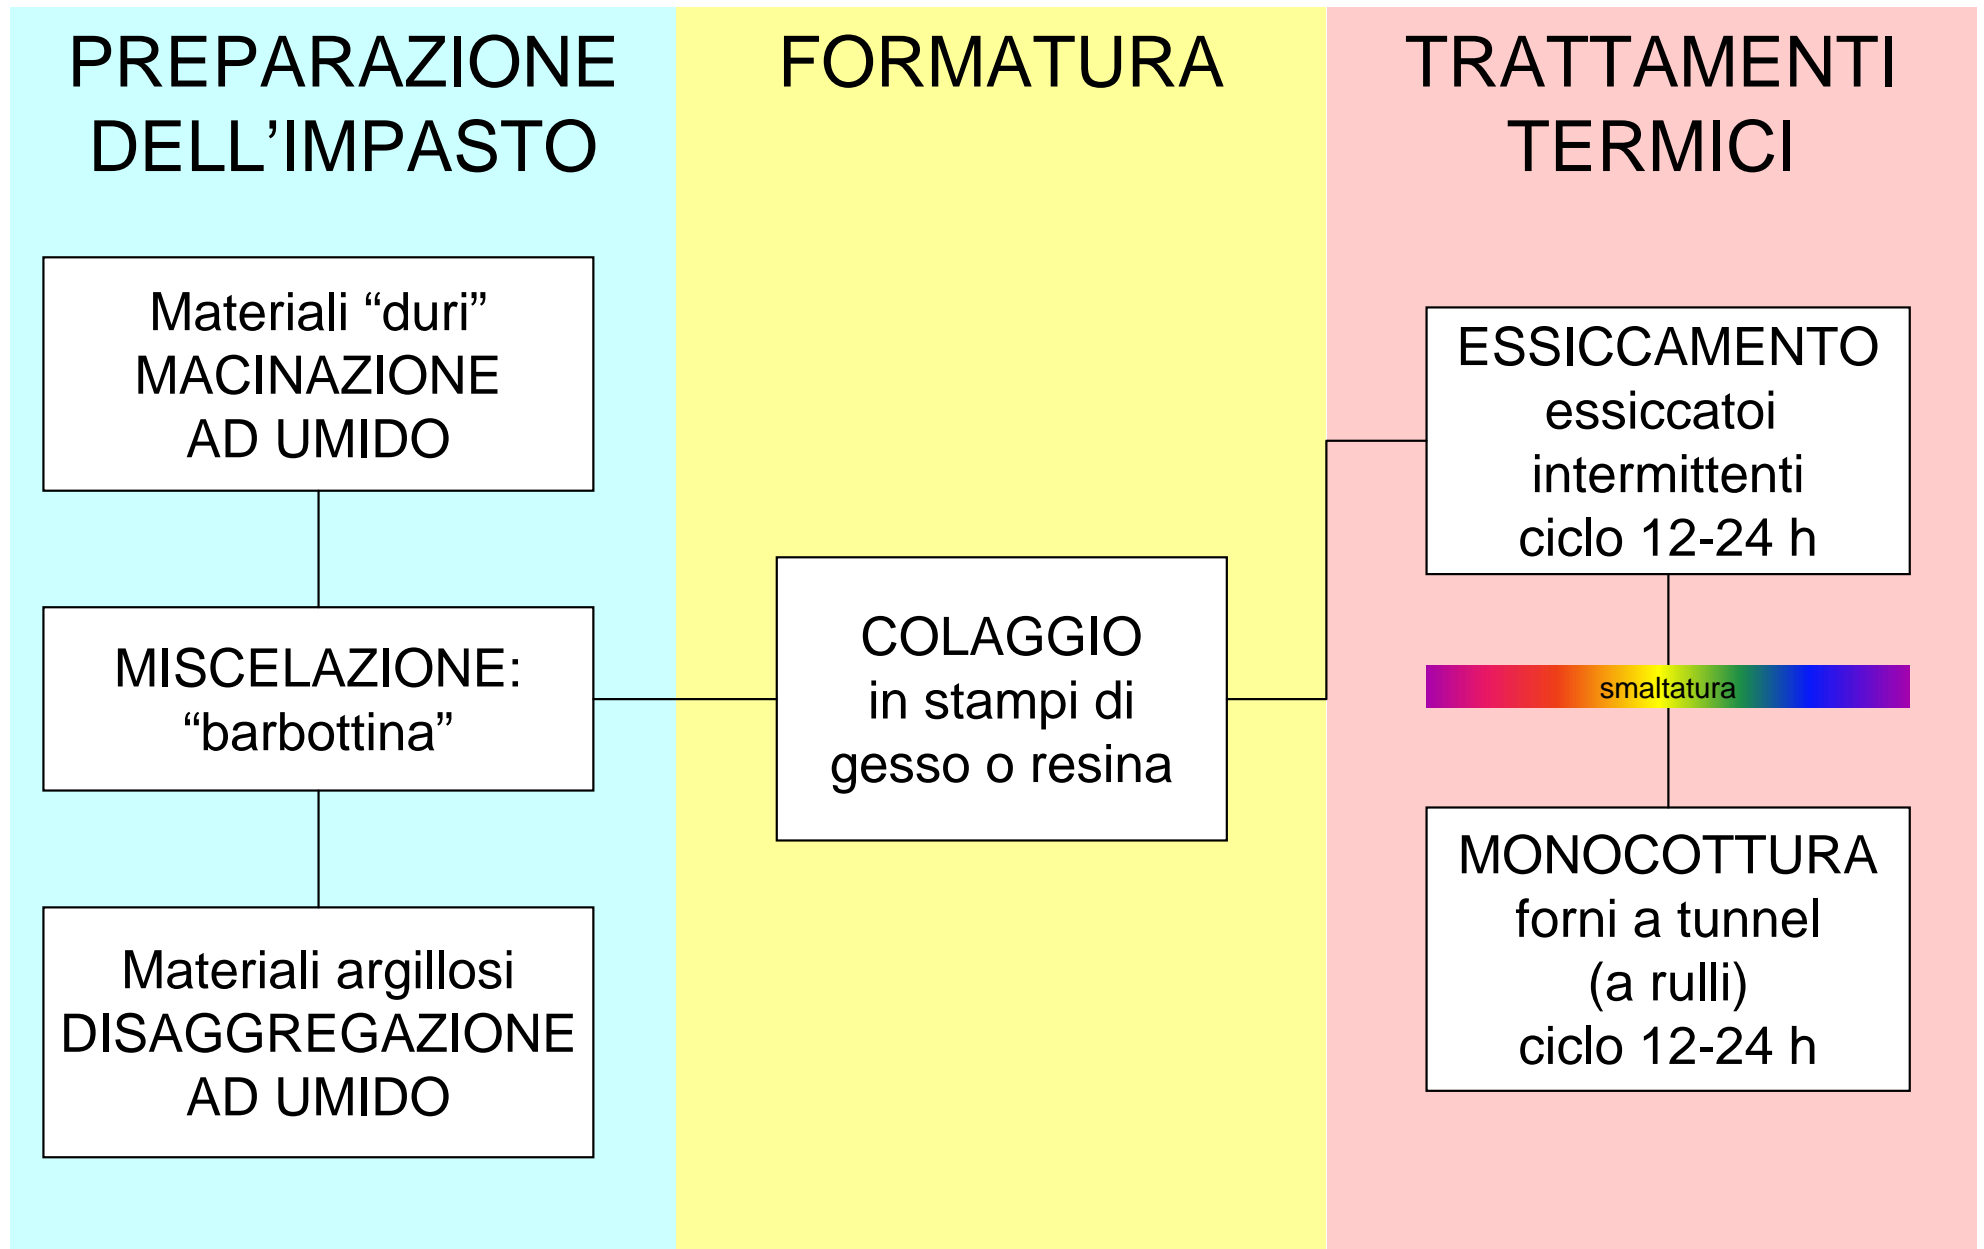 PREPARAZIONE
DELL’IMPASTO
Materiali “duri”
MACINAZIONE
AD UMIDO
MISCELAZIONE:
“barbottina”
Materiali argillosi
DISAGGREGAZIONE
AD UMIDO
FORMATURA
COLAGGIO
in stampi di
gesso o resina
TRATTAMENTI
TERMICI
ESSICCAMENTO
essiccatoi
intermittenti
ciclo 12-24 h
smaltatura
MONOCOTTURA
forni a tunnel
(a rulli)
ciclo 12-24 h